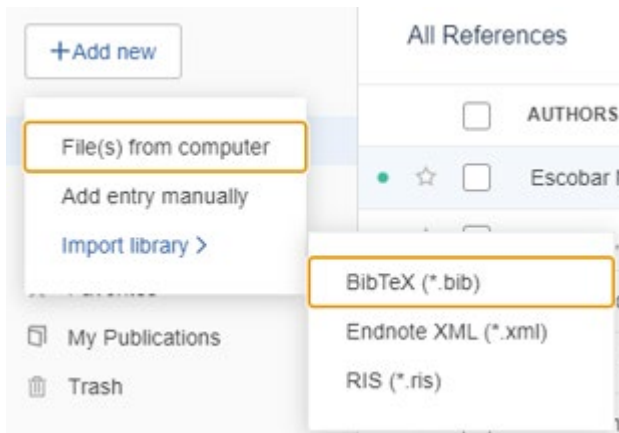 +Add new
File(s) from computer
Add entry manually
Import library >
My Publications
Trash
All References
AUTHORS
Escobar
BibTeX (*.bib)
Endnote XML (*.xml)
RIS (*.ris)